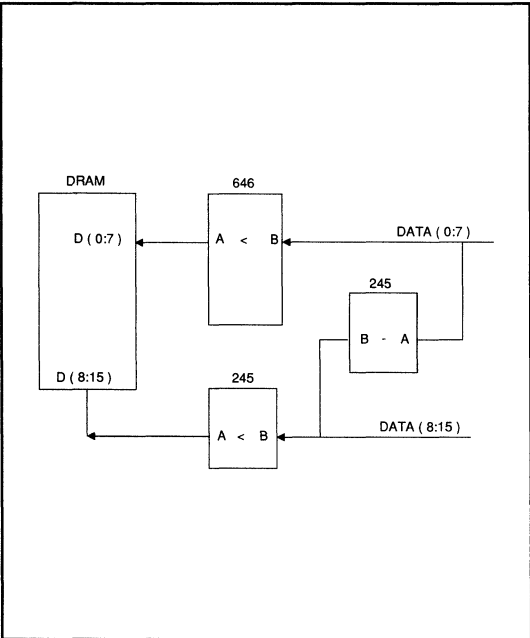 DRAM
646
D ( 0:7 )
A < B
DATA ( 0:7 )
245
B - A
D ( 8:15 )
245
A < B
DATA ( 8:15 )